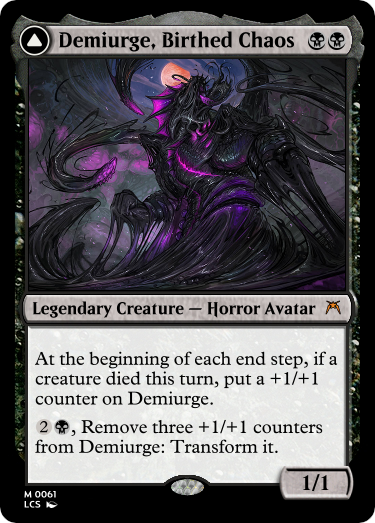 Demiurge, Birthed Chaos
Legendary Creature — Horror Avatar
At the beginning of each end step, if a
creature died this turn, put a +1/+1
counter on Demiurge.
2, Remove three +1/+1 counters
from Demiurge: Transform it.
1/1
M 0061
LCS